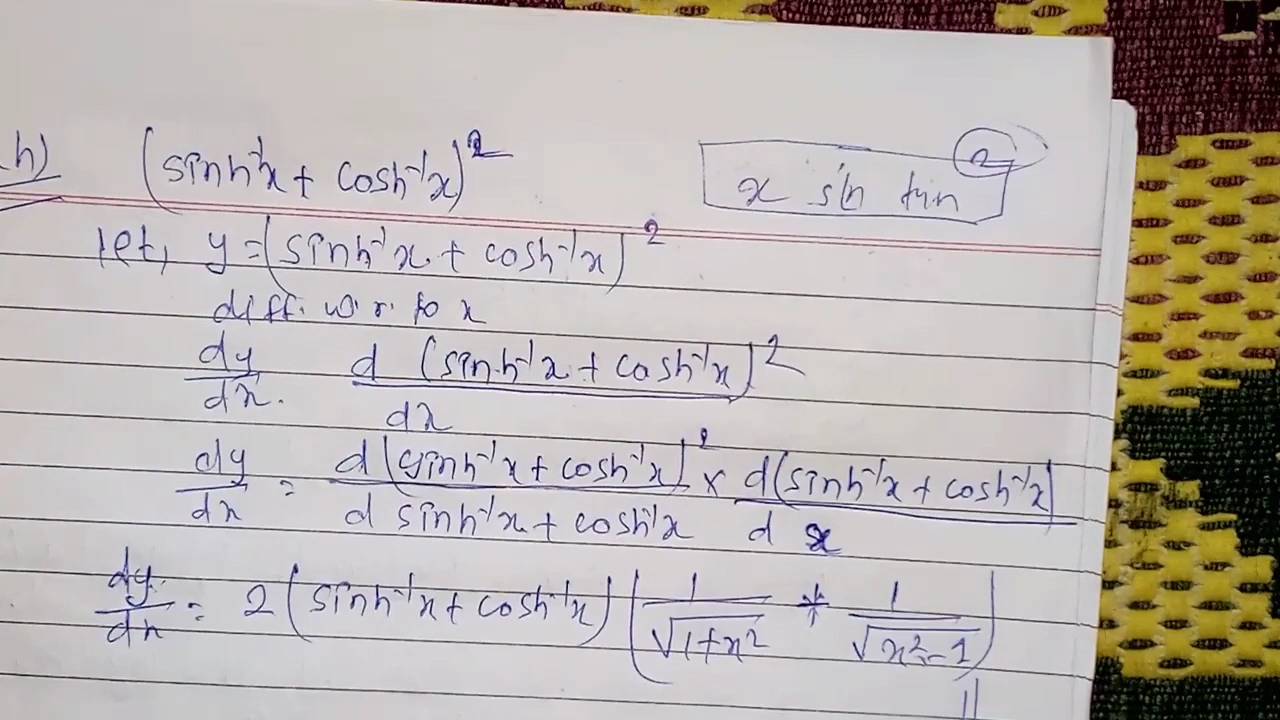 h) (sinh⁻¹x + cosh⁻¹x)²
x sin tan 2
let, y = (sinh⁻¹x + cosh⁻¹x)²
diff. w. r. to x
dy/dx. d (sinh⁻¹x + cosh⁻¹x)²/dx
dy/dx = d(sinh⁻¹x + cosh⁻¹x)²/d sinh⁻¹x + cosh⁻¹x × d(sinh⁻¹x + cosh⁻¹x)/d x
dy/dx = 2 (sinh⁻¹x + cosh⁻¹x) (1/√1+x² + 1/√x²-1)